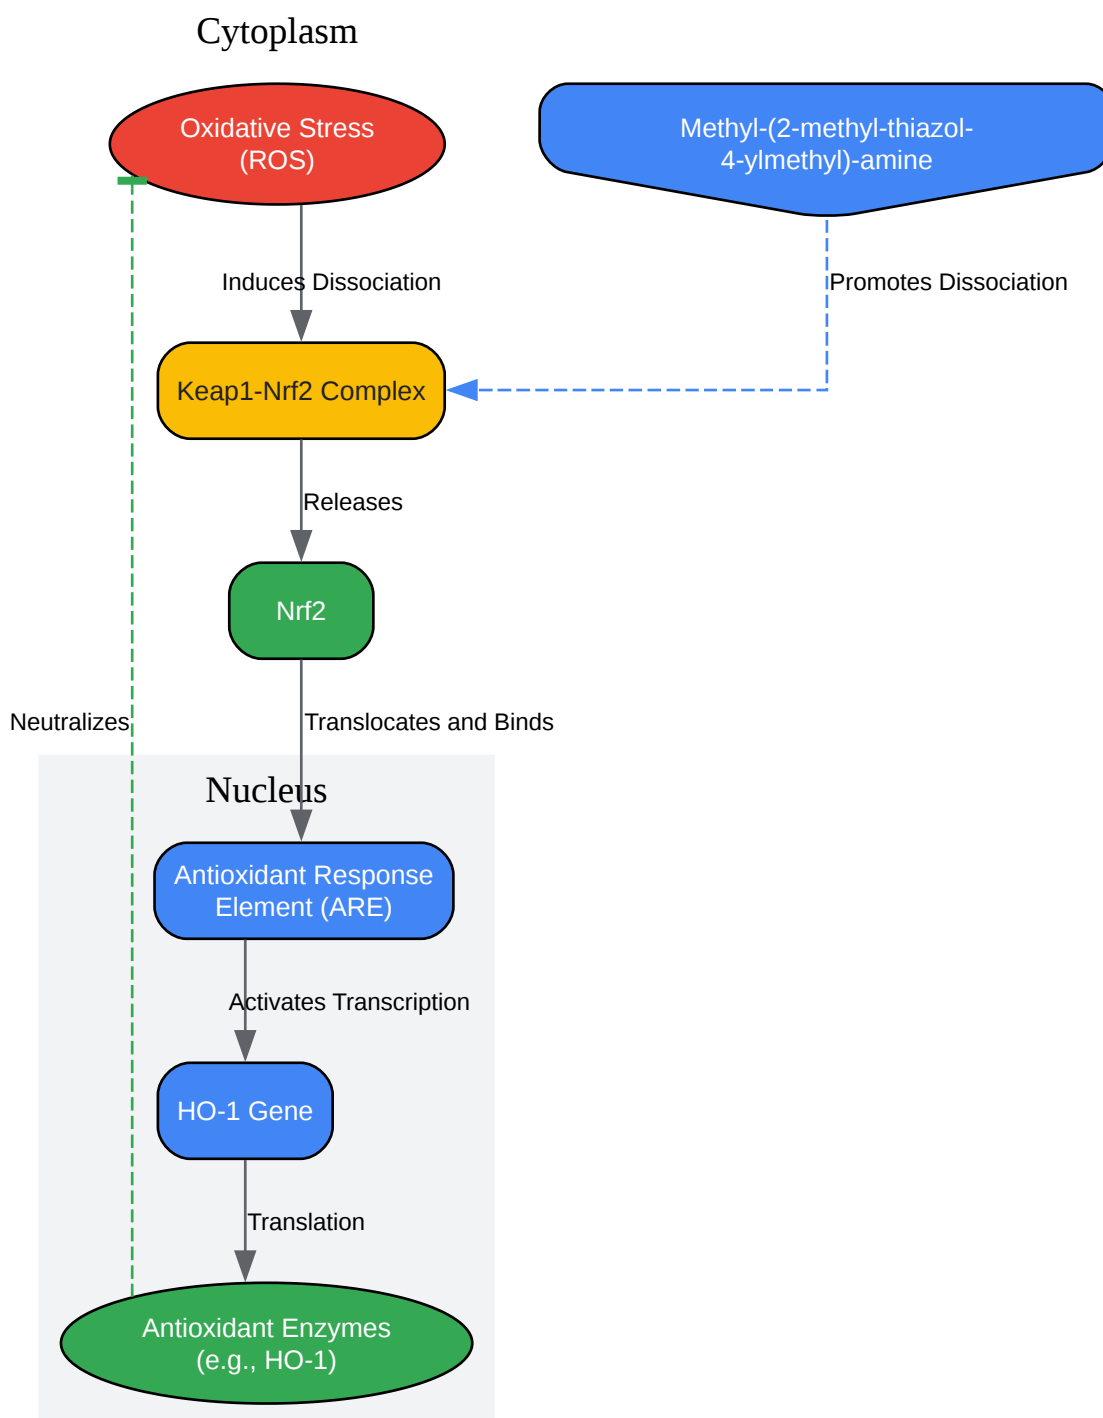 Cytoplasm
Oxidative Stress
(ROS)
Methyl-(2-methyl-thiazol-
4-ylmethyl)-amine
Induces Dissociation
Promotes Dissociation
Keap1-Nrf2 Complex
Releases
Nrf2
Neutralizes
Translocates and Binds
Nucleus
Antioxidant Response
Element (ARE)
Activates Transcription
HO-1 Gene
Translation
Antioxidant Enzymes
(e.g., HO-1)